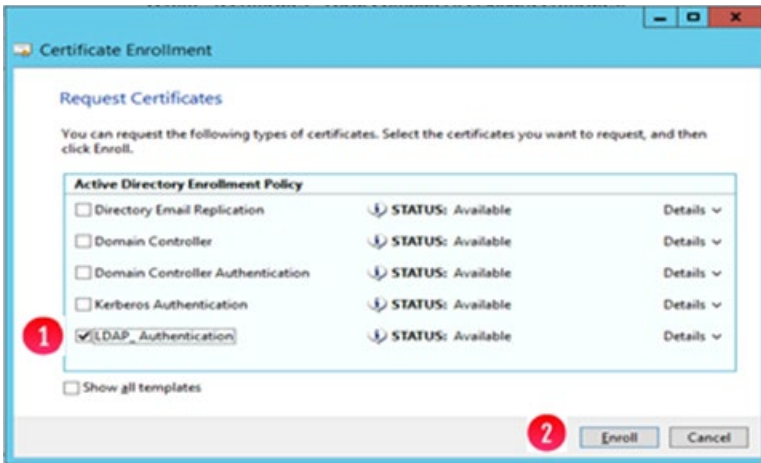 Certificate Enrollment
Request Certificates
You can request the following types of certificates. Select the certificates you want to request, and then
click Enroll.
Active Directory Enrollment Policy
Directory Email Replication STATUS: Available Details
Domain Controller STATUS: Available Details
Domain Controller Authentication STATUS: Available Details
Kerberos Authentication STATUS: Available Details
1 LDAP_ Authentication STATUS: Available Details
Show all templates
2 Enroll Cancel